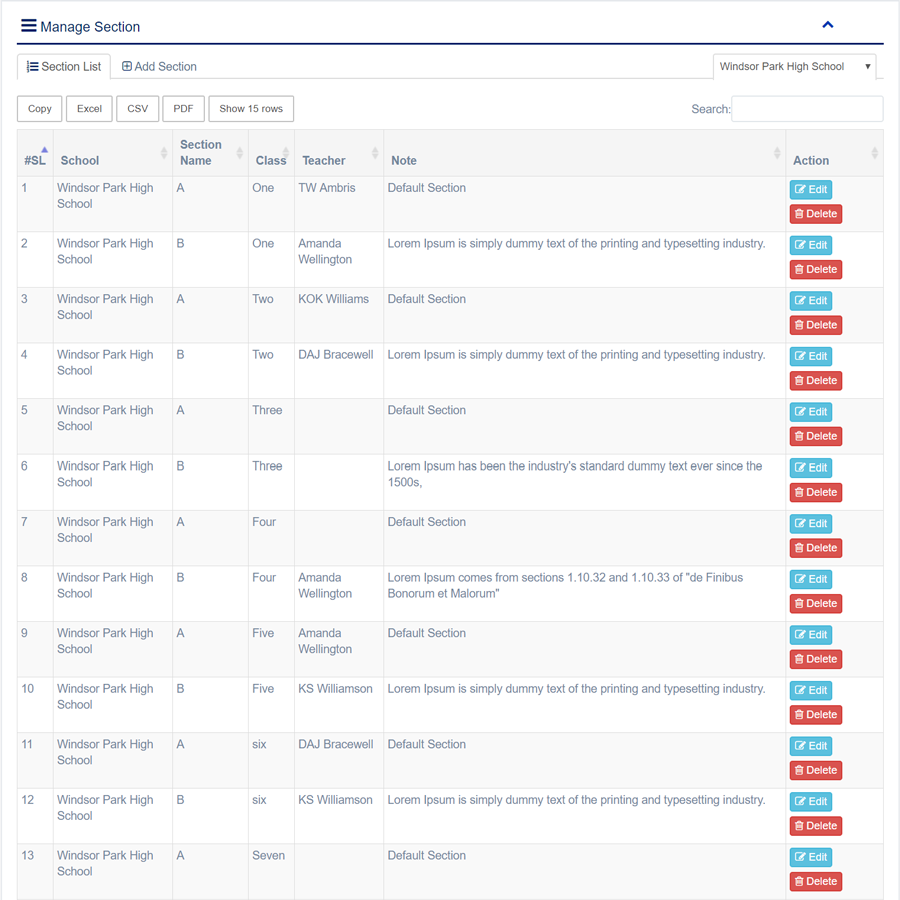 Manage Section
Section List Add Section Windsor Park High School
Copy Excel CSV PDF Show 15 rows Search:
#SL School Section Name Class Teacher Note Action
1 Windsor Park High School A One TW Ambris Default Section Edit Delete
2 Windsor Park High School B One Amanda Wellington Lorem Ipsum is simply dummy text of the printing and typesetting industry. Edit Delete
3 Windsor Park High School A Two KOK Williams Default Section Edit Delete
4 Windsor Park High School B Two DAJ Bracewell Lorem Ipsum is simply dummy text of the printing and typesetting industry. Edit Delete
5 Windsor Park High School A Three Default Section Edit Delete
6 Windsor Park High School B Three Lorem Ipsum has been the industry's standard dummy text ever since the 1500s, Edit Delete
7 Windsor Park High School A Four Default Section Edit Delete
8 Windsor Park High School B Four Amanda Wellington Lorem Ipsum comes from sections 1.10.32 and 1.10.33 of "de Finibus Bonorum et Malorum" Edit Delete
9 Windsor Park High School A Five Amanda Wellington Default Section Edit Delete
10 Windsor Park High School B Five KS Williamson Lorem Ipsum is simply dummy text of the printing and typesetting industry. Edit Delete
11 Windsor Park High School A six DAJ Bracewell Default Section Edit Delete
12 Windsor Park High School B six KS Williamson Lorem Ipsum is simply dummy text of the printing and typesetting industry. Edit Delete
13 Windsor Park High School A Seven Default Section Edit Delete